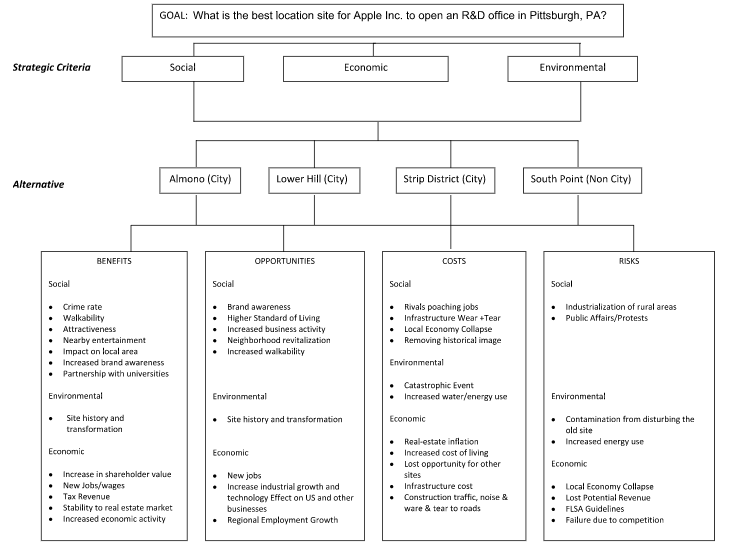 GOAL: What is the best location site for Apple Inc. to open an R&D office in Pittsburgh, PA?
Strategic Criteria
Social
Economic
Environmental
Alternative
Almono (City)
Lower Hill (City)
Strip District (City)
South Point (Non City)
BENEFITS
Social
• Crime rate
• Walkability
• Attractiveness
• Nearby entertainment
• Impact on local area
• Increased brand awareness
• Partnership with universities
Environmental
• Site history and
transformation
Economic
• Increase in shareholder value
• New Jobs/wages
• Tax Revenue
• Stability to real estate market
• Increased economic activity
OPPORTUNITIES
Social
• Brand awareness
• Higher Standard of Living
• Increased business activity
• Neighborhood revitalization
• Increased walkability
Environmental
• Site history and transformation
Economic
• New jobs
• Increase industrial growth and
technology Effect on US and other
businesses
• Regional Employment Growth
COSTS
Social
• Rivals poaching jobs
• Infrastructure Wear +Tear
• Local Economy Collapse
• Removing historical image
Environmental
• Catastrophic Event
• Increased water/energy use
Economic
• Real-estate inflation
• Increased cost of living
• Lost opportunity for other
sites
• Infrastructure cost
• Construction traffic, noise &
ware & tear to roads
RISKS
Social
• Industrialization of rural areas
• Public Affairs/Protests
Environmental
• Contamination from disturbing the
old site
• Increased energy use
Economic
• Local Economy Collapse
• Lost Potential Revenue
• FLSA Guidelines
• Failure due to competition